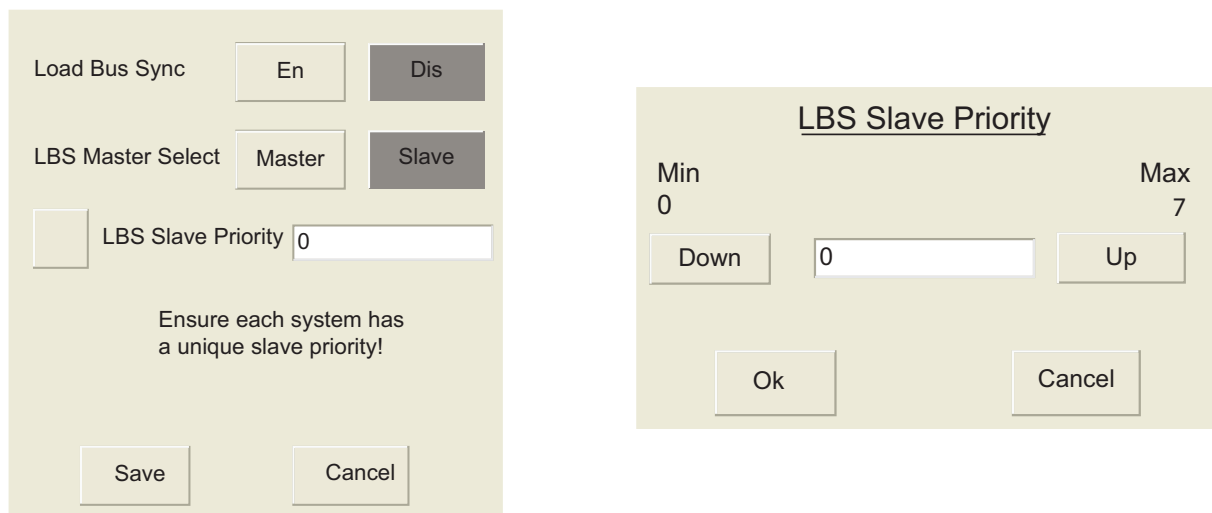 Load Bus Sync En Dis
LBS Master Select Master Slave
LBS Slave Priority 0
Ensure each system has
a unique slave priority!
Save Cancel
LBS Slave Priority
Min Max
0 7
Down 0 Up
Ok Cancel